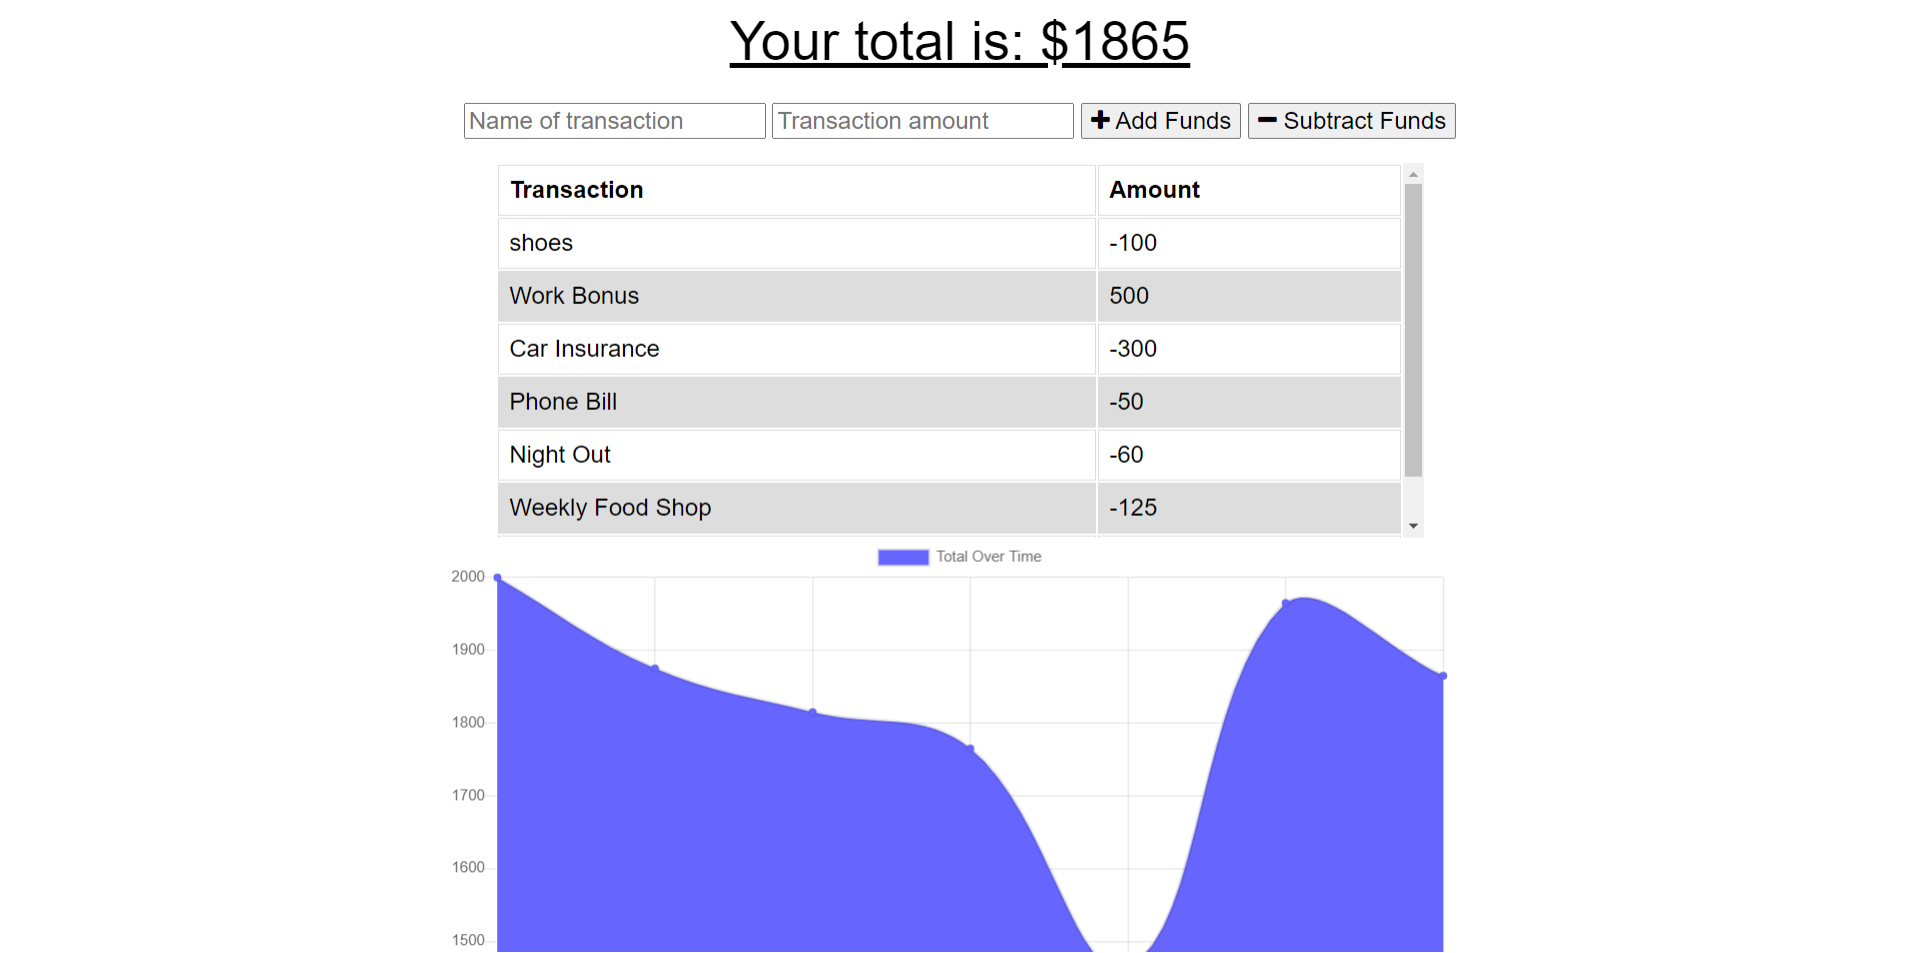 Your total is: $1865
Name of transaction Transaction amount Add Funds Subtract Funds
Transaction Amount
shoes -100
Work Bonus 500
Car Insurance -300
Phone Bill -50
Night Out -60
Weekly Food Shop -125
Total Over Time
2000
1900
1800
1700
1600
1500